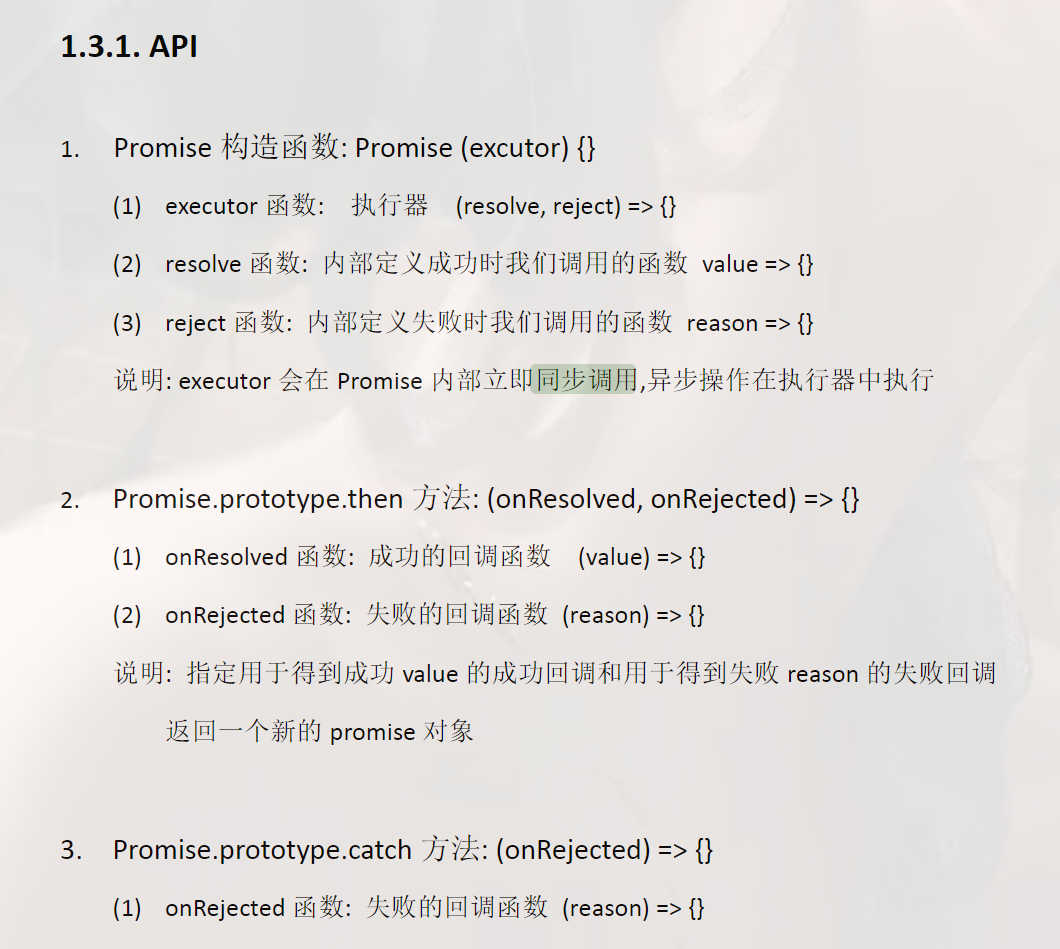 1.3.1. API
1. Promise 构造函数: Promise (excutor) {}
(1) executor 函数: 执行器 (resolve, reject) => {}
(2) resolve 函数: 内部定义成功时我们调用的函数 value => {}
(3) reject 函数: 内部定义失败时我们调用的函数 reason => {}
说明: executor 会在 Promise 内部立即同步调用,异步操作在执行器中执行
2. Promise.prototype.then 方法: (onResolved, onRejected) => {}
(1) onResolved 函数: 成功的回调函数 (value) => {}
(2) onRejected 函数: 失败的回调函数 (reason) => {}
说明: 指定用于得到成功 value 的成功回调和用于得到失败 reason 的失败回调
返回一个新的 promise 对象
3. Promise.prototype.catch 方法: (onRejected) => {}
(1) onRejected 函数: 失败的回调函数 (reason) => {}